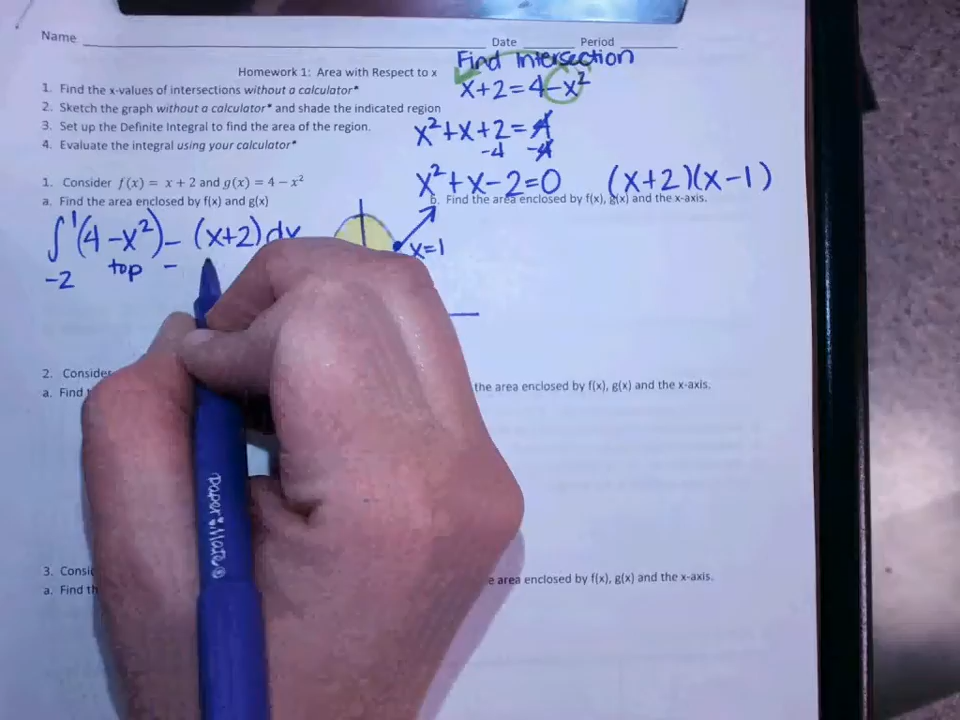 Name Date Period
Find Intersection
Homework 1: Area with Respect to x
x+2=4-x²
1. Find the x-values of intersections without a calculator*
2. Sketch the graph without a calculator* and shade the indicated region
3. Set up the Definite Integral to find the area of the region.
4. Evaluate the integral using your calculator*
x²+x+2=4
-4 -4
x²+x-2=0 (x+2)(x-1)
1. Consider f(x) = x + 2 and g(x) = 4 − x²
a. Find the area enclosed by f(x) and g(x)
b. Find the area enclosed by f(x), g(x) and the x-axis.
∫ 1 (4-x²)-(x+2)dx
-2 top -
x=1
2. Consider
a. Find
the area enclosed by f(x), g(x) and the x-axis.
3.
a. Find
area enclosed by f(x), g(x) and the x-axis.
Paper Mate